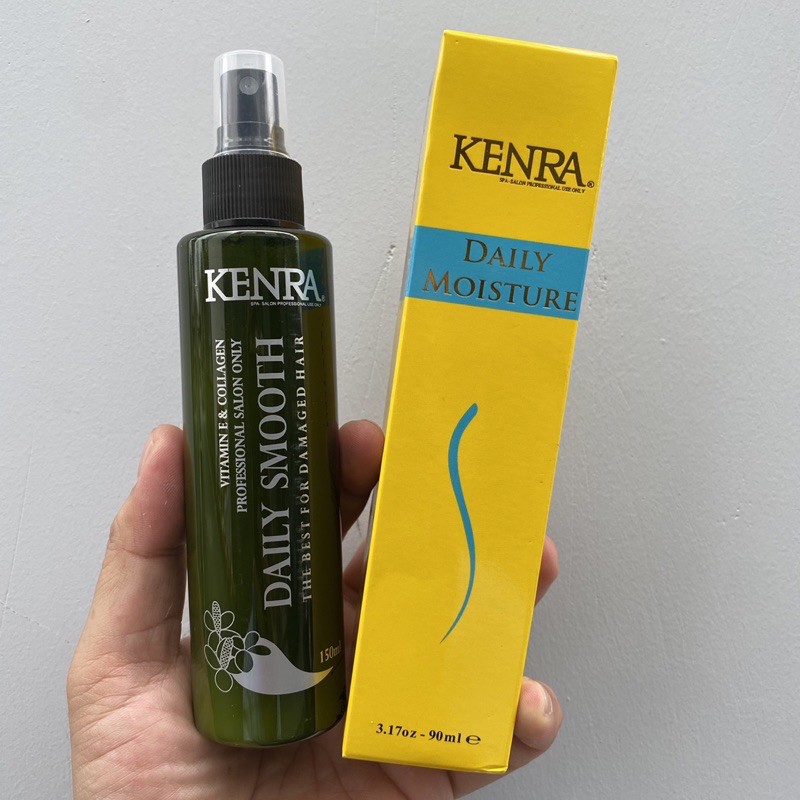 KENRA®
SPA- SALON PROFESSIONAL USE ONLY
VITAMIN E & COLLAGEN
PROFESSIONAL SALON ONLY
DAILY SMOOTH
THE BEST FOR DAMAGED HAIR
150ml
KENRA®
SPA- SALON PROFESSIONAL USE ONLY
DAILY
MOISTURE
3.17oz - 90ml ℮